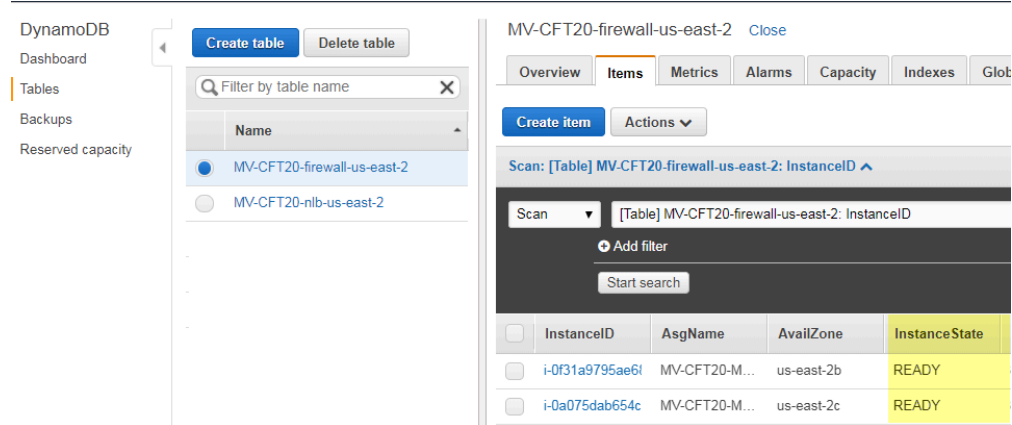 DynamoDB
Dashboard
Tables
Backups
Reserved capacity
Create table Delete table
Filter by table name
Name
MV-CFT20-firewall-us-east-2
MV-CFT20-nlb-us-east-2
MV-CFT20-firewall-us-east-2 Close
Overview Items Metrics Alarms Capacity Indexes Glob
Create item Actions
Scan: [Table] MV-CFT20-firewall-us-east-2: InstanceID
Scan [Table] MV-CFT20-firewall-us-east-2: InstanceID
Add filter
Start search
InstanceID AsgName AvailZone InstanceState
i-0f31a9795ae6 MV-CFT20-M... us-east-2b READY
i-0a075dab654c MV-CFT20-M... us-east-2c READY